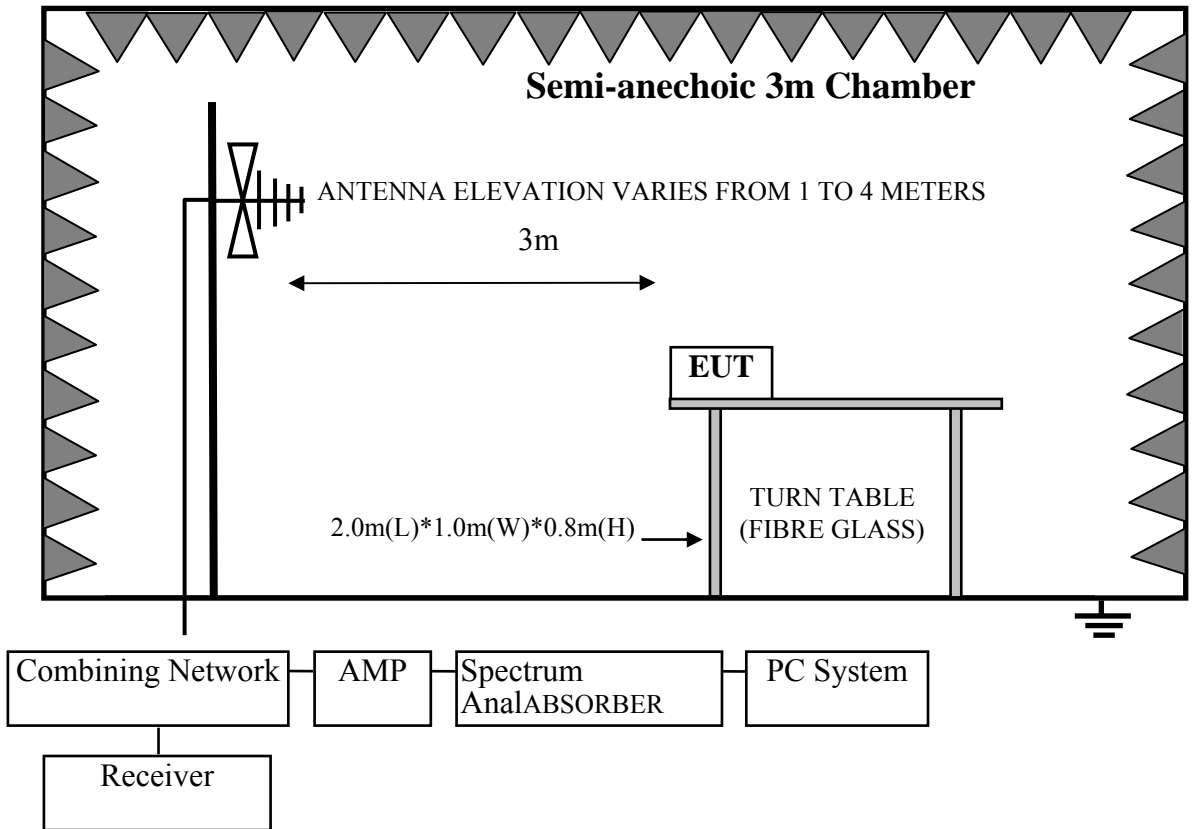 Semi-anechoic 3m Chamber
ANTENNA ELEVATION VARIES FROM 1 TO 4 METERS
3m
EUT
TURN TABLE
(FIBRE GLASS)
2.0m(L)*1.0m(W)*0.8m(H)
Combining Network
AMP
Spectrum
AnalABSORBER
PC System
Receiver